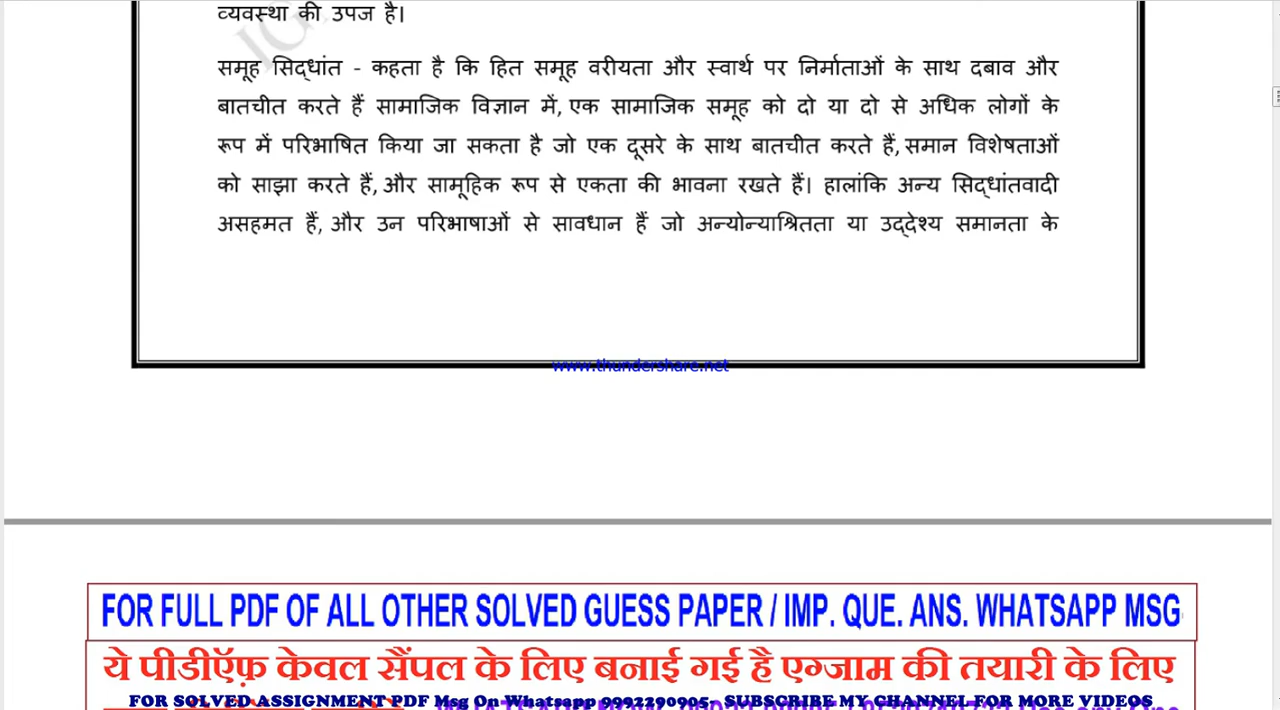 व्यवस्था की उपज है।
समूह सिद्धांत - कहता है कि हित समूह वरीयता और स्वार्थ पर निर्माताओं के साथ दबाव और
बातचीत करते हैं सामाजिक विज्ञान में, एक सामाजिक समूह को दो या दो से अधिक लोगों के
रूप में परिभाषित किया जा सकता है जो एक दूसरे के साथ बातचीत करते हैं, समान विशेषताओं
को साझा करते हैं, और सामूहिक रूप से एकता की भावना रखते हैं। हालांकि अन्य सिद्धांतवादी
असहमत हैं, और उन परिभाषाओं से सावधान हैं जो अन्योन्याश्रितता या उद्देश्य समानता के
www.thundershare.net
FOR FULL PDF OF ALL OTHER SOLVED GUESS PAPER / IMP. QUE. ANS. WHATSAPP MSG
ये पीडीऍफ़ केवल सैंपल के लिए बनाई गई है एग्जाम की तयारी के लिए
FOR SOLVED ASSIGNMENT PDF Msg On Whatsapp 9992290905- SUBSCRIBE MY CHANNEL FOR MORE VIDEOS